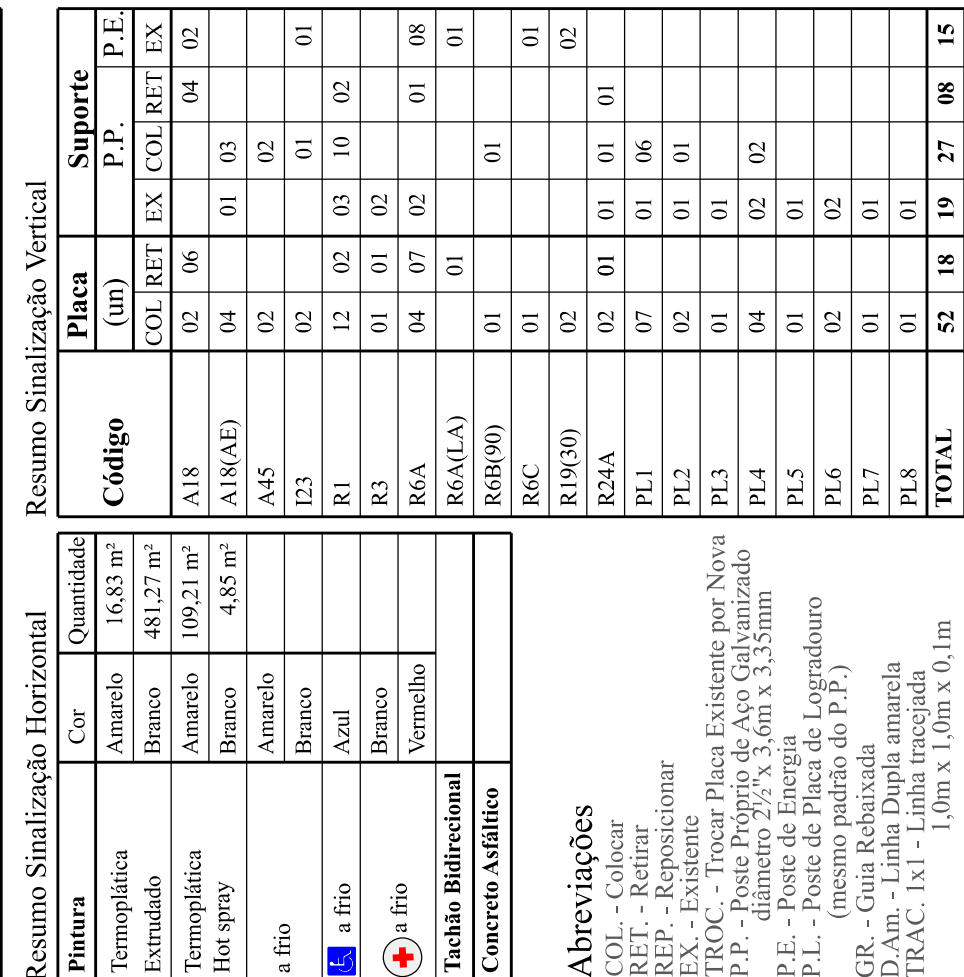 Resumo Sinalização Horizontal
Pintura Cor Quantidade
Termoplática Amarelo 16,83 m²
Extrudado Branco 481,27 m²
Termoplática Amarelo 109,21 m²
Hot spray Branco 4,85 m²
a frio Amarelo
Branco
a frio Azul
a frio Branco
Vermelho
Tachão Bidirecional
Concreto Asfáltico
Abreviações
COL. - Colocar
RET. - Retirar
REP. - Reposicionar
EX. - Existente
TROC. - Trocar Placa Existente por Nova
P.P. - Poste Próprio de Aço Galvanizado
diâmetro 2½"x 3,6m x 3,35mm
P.E. - Poste de Energia
P.L. - Poste de Placa de Logradouro
(mesmo padrão do P.P.)
GR. - Guia Rebaixada
D.Am. - Linha Dupla amarela
TRAC. 1x1 - Linha tracejada
1,0m x 1,0m x 0,1m
Resumo Sinalização Vertical
Código Placa Suporte
(un) P.P. P.E.
COL RET EX COL RET EX
A18 02 06 04 02
A18(AE) 04 01 03
A45 02 02
I23 02 01 01
R1 12 02 03 10 02
R3 01 01 02
R6A 04 07 02 01 08
R6A(LA) 01 01
R6B(90) 01 01
R6C 01 01
R19(30) 02 02
R24A 02 01 01 01 01
PL1 07 01 06
PL2 02 01 01
PL3 01 01
PL4 04 02 02
PL5 01 01
PL6 02 02
PL7 01 01
PL8 01 01
TOTAL 52 18 19 27 08 15